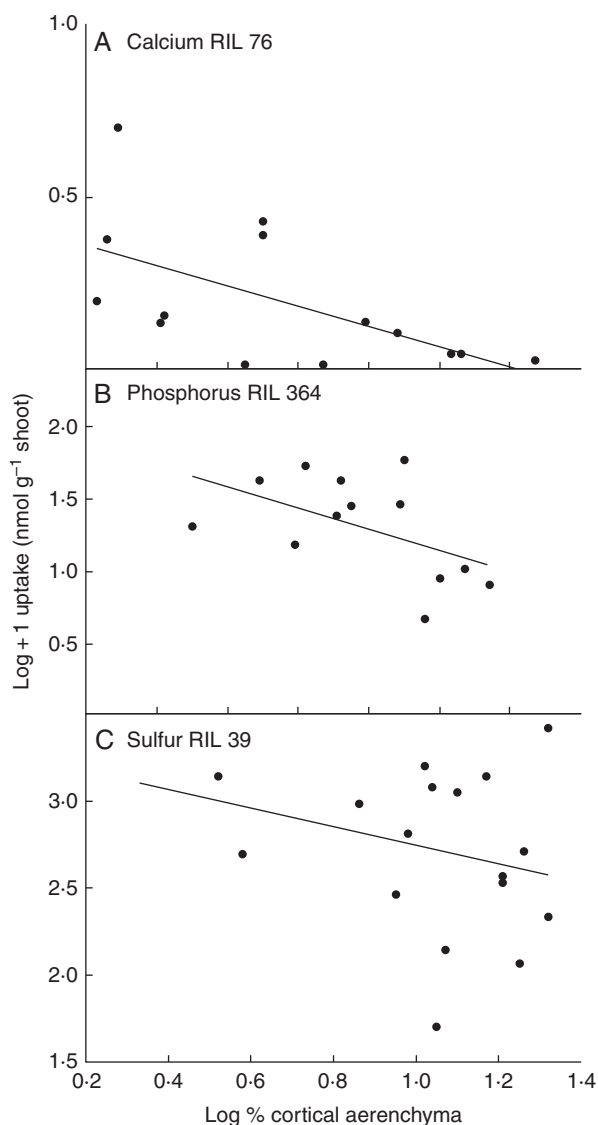 1·0
A Calcium RIL 76
0·5
B Phosphorus RIL 364
2·0
1·5
1·0
0·5
Log + 1 uptake (nmol g⁻¹ shoot)
C Sulfur RIL 39
3·0
2·5
2·0
1·5
0·2 0·4 0·6 0·8 1·0 1·2 1·4
Log % cortical aerenchyma